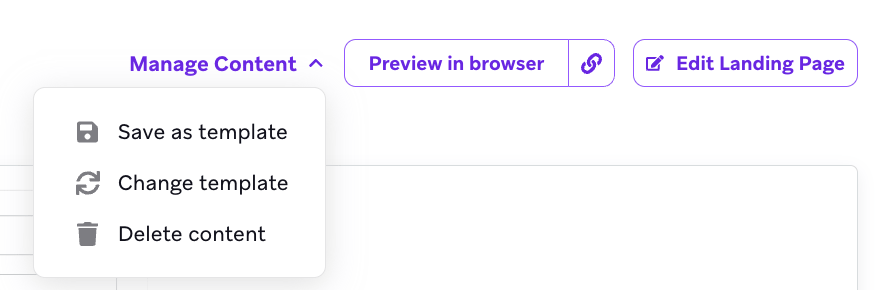 Manage Content
Preview in browser
Edit Landing Page
Save as template
Change template
Delete content